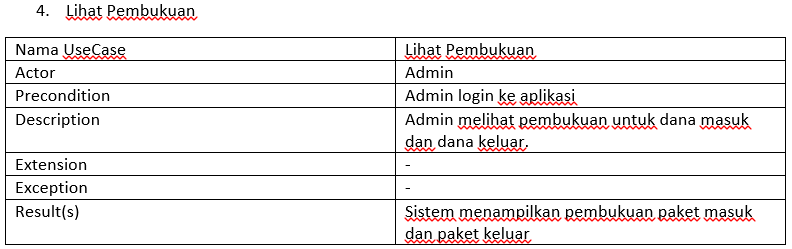 4. Lihat Pembukuan
Nama UseCase Lihat Pembukuan
Actor Admin
Precondition Admin login ke aplikasi
Description Admin melihat pembukuan untuk dana masuk
dan dana keluar.
Extension -
Exception -
Result(s) Sistem menampilkan pembukuan paket masuk
dan paket keluar